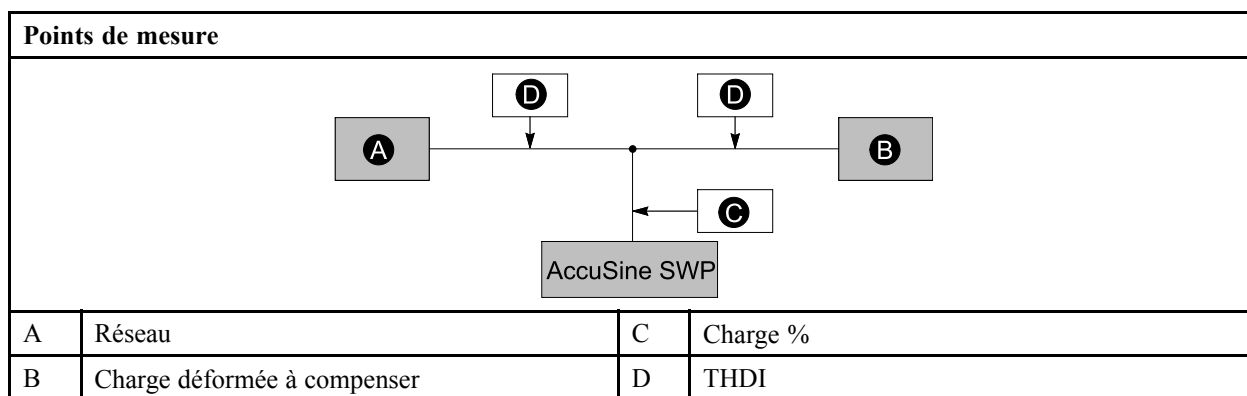 Points de mesure
D D
A B
C
AccuSine SWP
A Réseau C Charge %
B Charge déformée à compenser D THDI